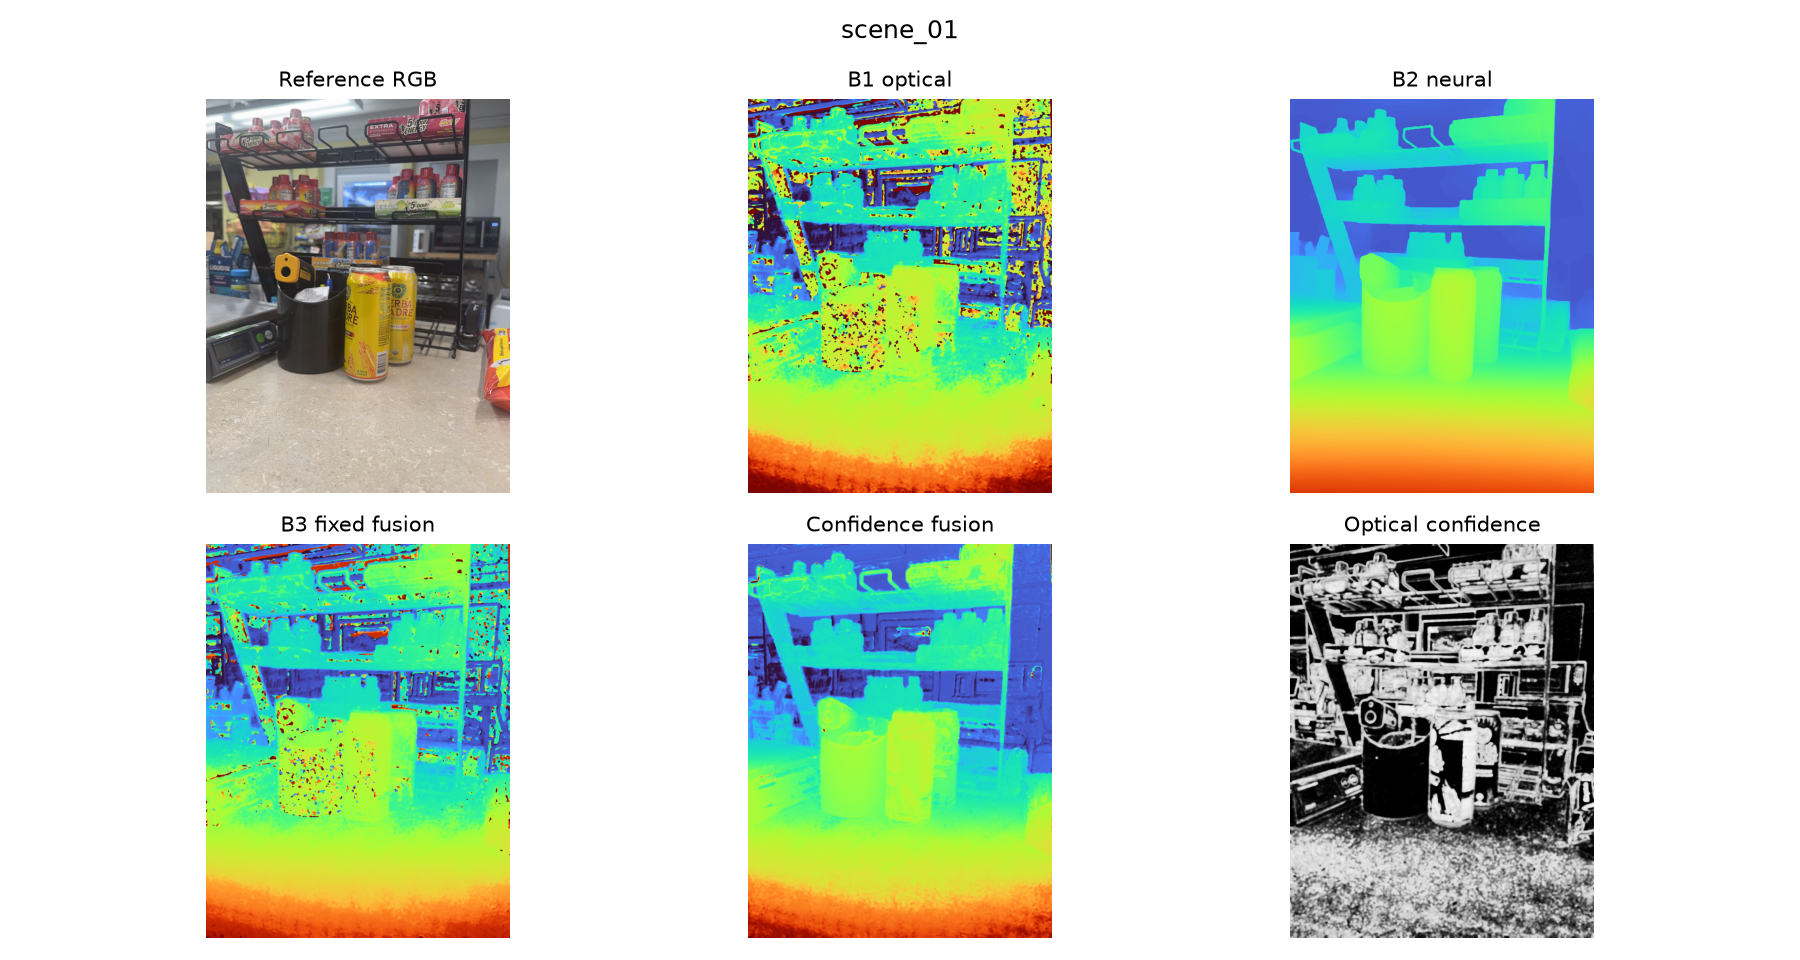 scene_01
Reference RGB
B1 optical
B2 neural
EXTRA
B3 fixed fusion
Confidence fusion
Optical confidence